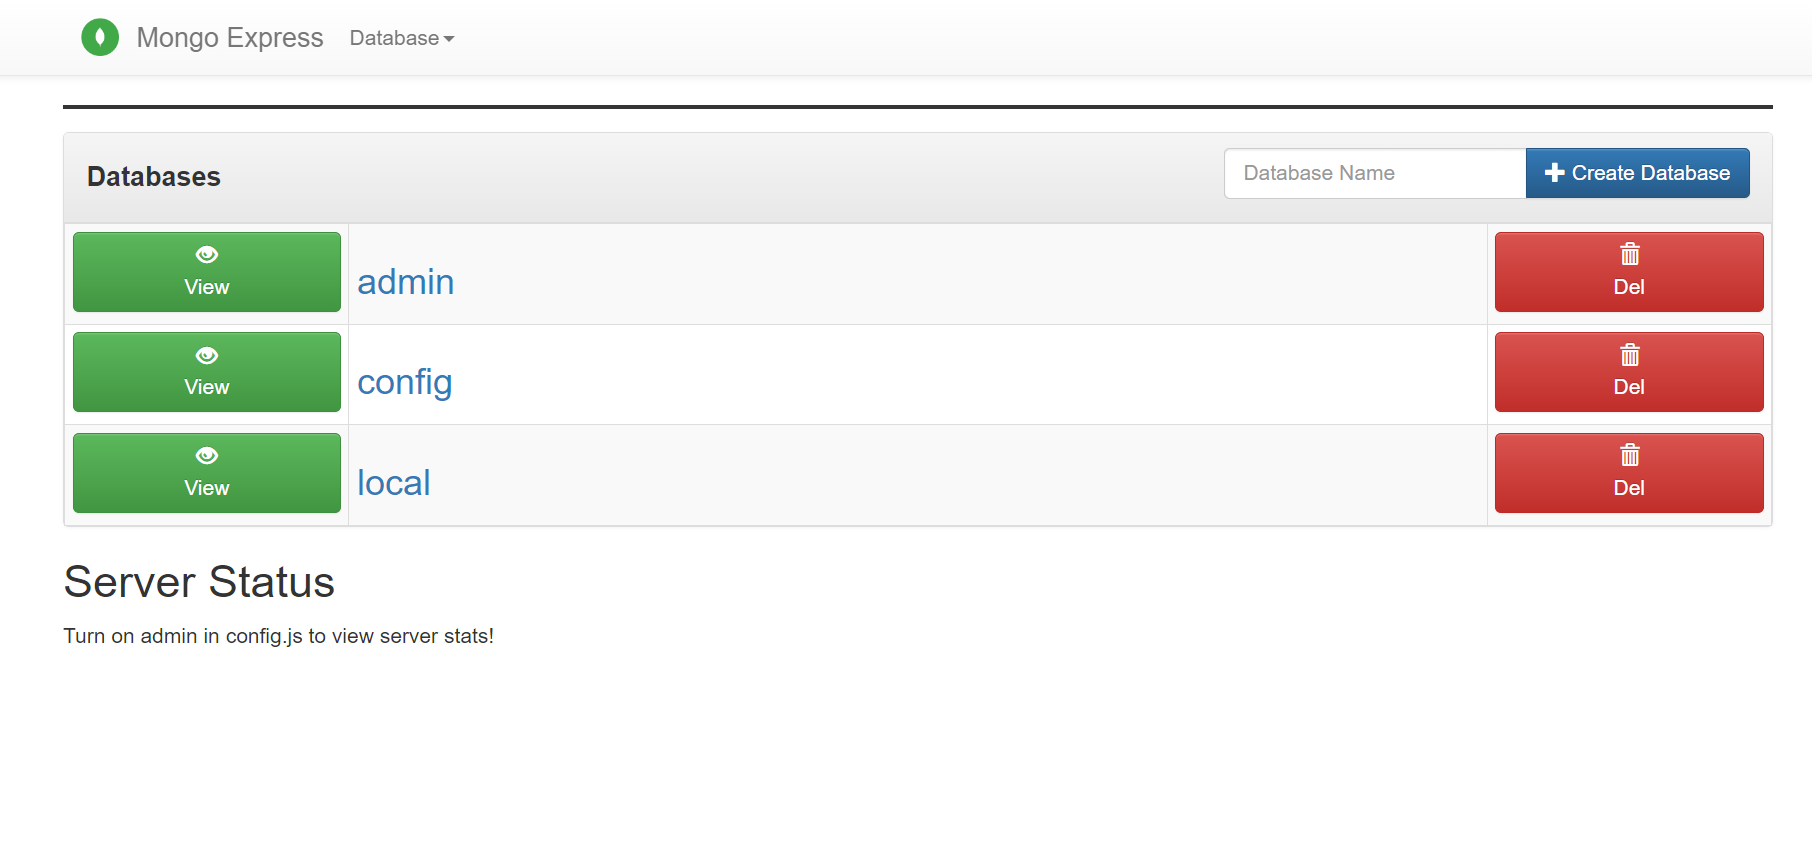 Mongo Express Database
Databases
Database Name
Create Database
View
admin
Del
View
config
Del
View
local
Del
Server Status
Turn on admin in config.js to view server stats!